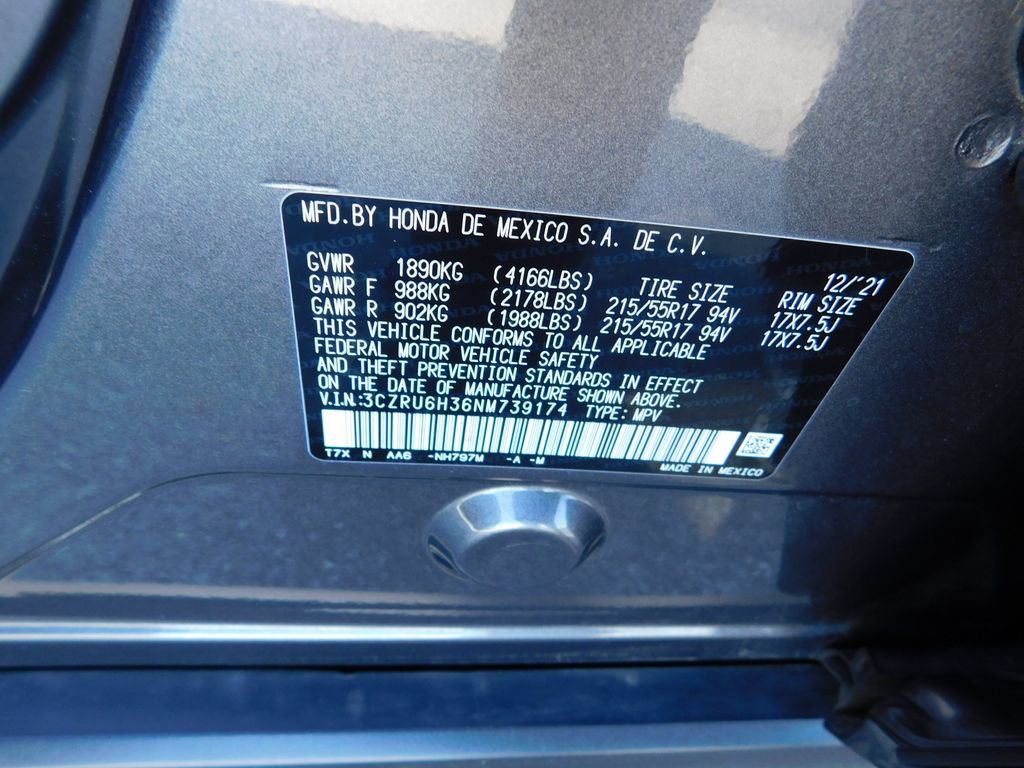 MFD.BY HONDA DE MEXICO S.A. DE C.V.
12/'21
GVWR 1890KG (4166LBS) TIRE SIZE RIM SIZE
GAWR F 988KG (2178LBS) 215/55R17 94V 17X7.5J
GAWR R 902KG (1988LBS) 215/55R17 94V 17X7.5J
THIS VEHICLE CONFORMS TO ALL APPLICABLE
FEDERAL MOTOR VEHICLE SAFETY
AND THEFT PREVENTION STANDARDS IN EFFECT
ON THE DATE OF MANUFACTURE SHOWN ABOVE.
V.I.N.:3CZRU6H36NM739174 TYPE: MPV
T7X N AA6 -NH797M -A -M
MADE IN MEXICO